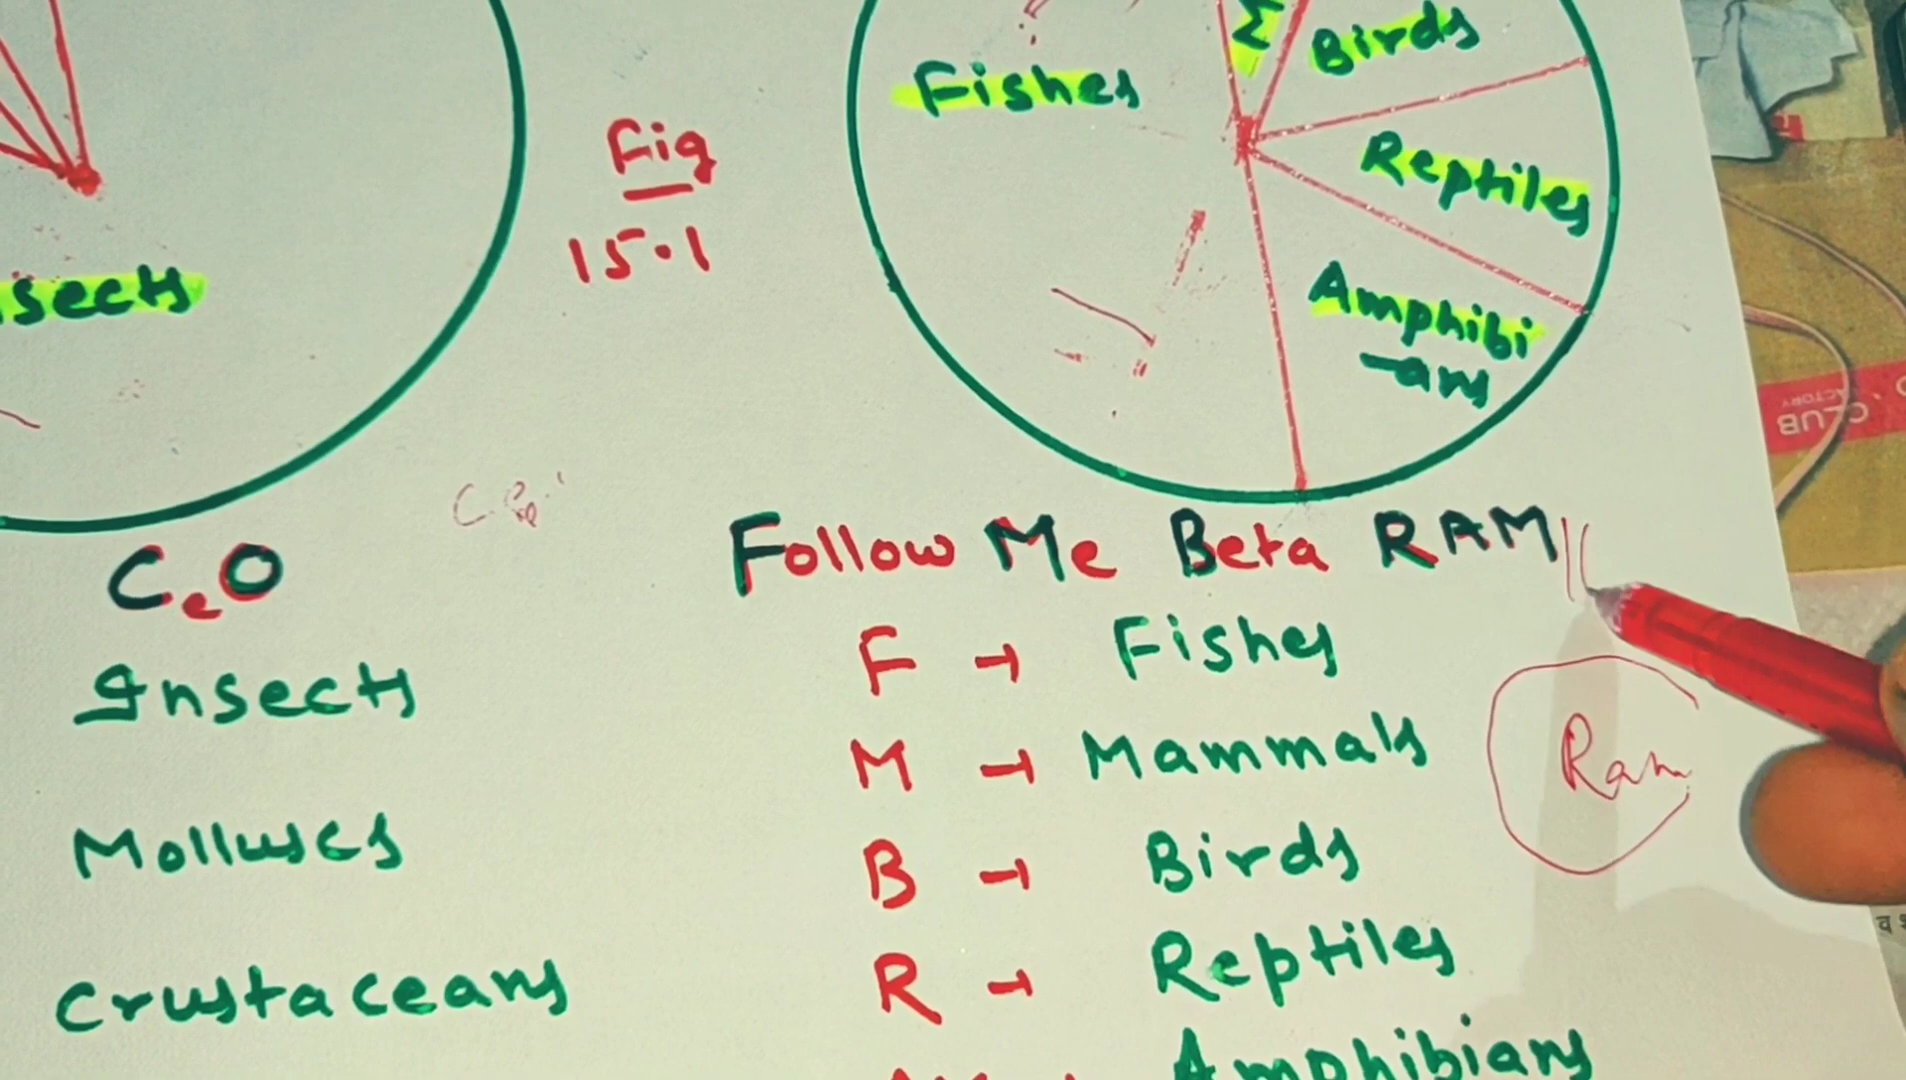 Fishes
Σ
Birds
Reptiles
Amphibi
-ans
sects
Fig
15.1
CeO
Insects
Molluscs
Crustaceans
Follow Me Beta RAM
F → Fishes
M → Mammals
B → Birds
R → Reptiles
Amphibians
Ram
CLUB